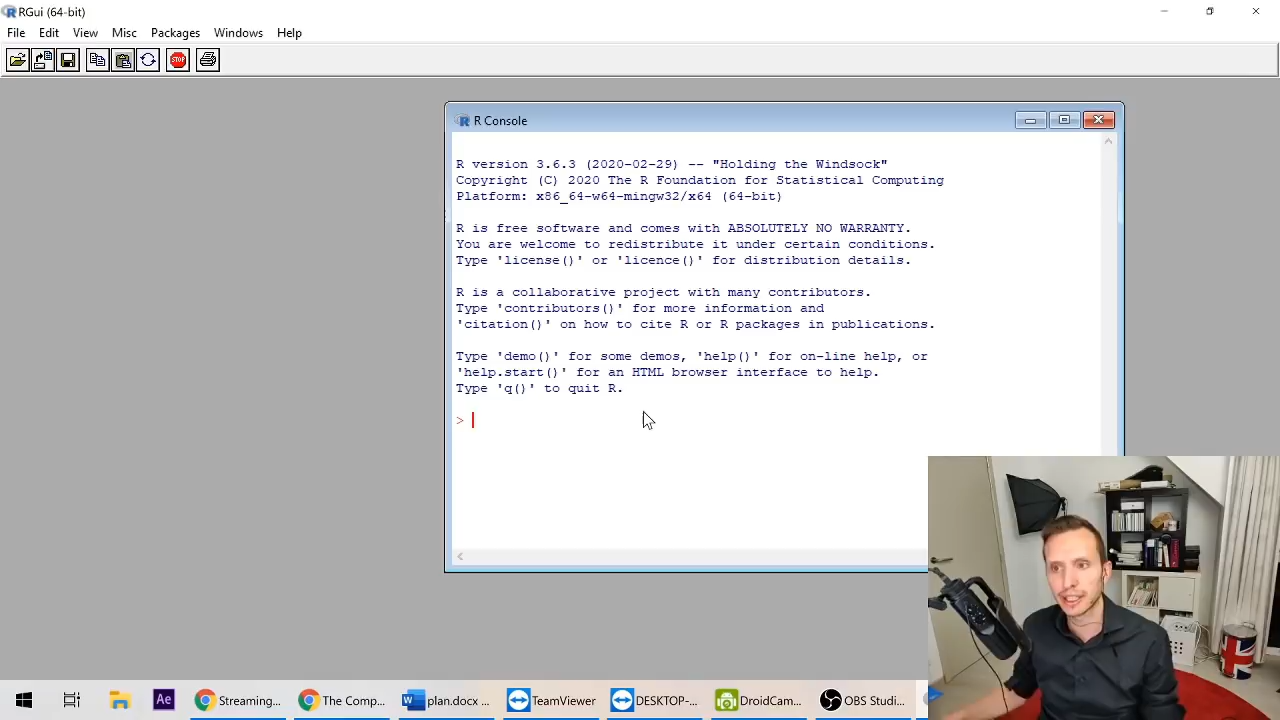 RGui (64-bit)
File Edit View Misc Packages Windows Help
STOP
R Console
R version 3.6.3 (2020-02-29) -- "Holding the Windsock"
Copyright (C) 2020 The R Foundation for Statistical Computing
Platform: x86_64-w64-mingw32/x64 (64-bit)
R is free software and comes with ABSOLUTELY NO WARRANTY.
You are welcome to redistribute it under certain conditions.
Type 'license()' or 'licence()' for distribution details.
R is a collaborative project with many contributors.
Type 'contributors()' for more information and
'citation()' on how to cite R or R packages in publications.
Type 'demo()' for some demos, 'help()' for on-line help, or
'help.start()' for an HTML browser interface to help.
Type 'q()' to quit R.
>
Ae Streaming... The Comp... plan.docx ... TeamViewer DESKTOP-... DroidCam... OBS Studi...